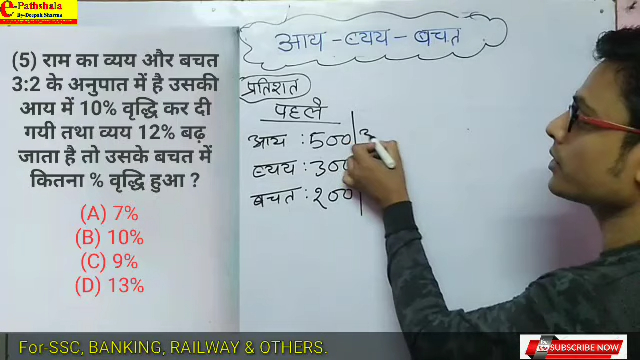 e-Pathshala
By-Deepak Sharma
(5) राम का व्यय और बचत
3:2 के अनुपात में है उसकी
आय में 10% वृद्धि कर दी
गयी तथा व्यय 12% बढ़
जाता है तो उसके बचत में
कितना % वृद्धि हुआ ?
(A) 7%
(B) 10%
(C) 9%
(D) 13%
आय - व्यय - बचत
प्रतिशत
पहले
आय : 500
व्यय : 300
बचत : 200
For-SSC, BANKING, RAILWAY & OTHERS.
SUBSCRIBE NOW